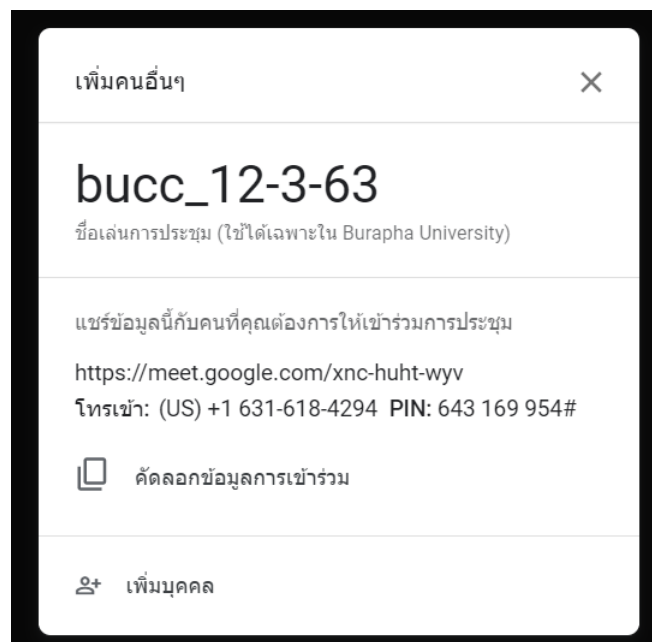 เพิ่มคนอื่นๆ
bucc_12-3-63
ชื่อเล่นการประชุม (ใช้ได้เฉพาะใน Burapha University)
แชร์ข้อมูลนี้กับคนที่คุณต้องการให้เข้าร่วมการประชุม
https://meet.google.com/xnc-huht-wyv
โทรเข้า: (US) +1 631-618-4294 PIN: 643 169 954#
คัดลอกข้อมูลการเข้าร่วม
เพิ่มบุคคล